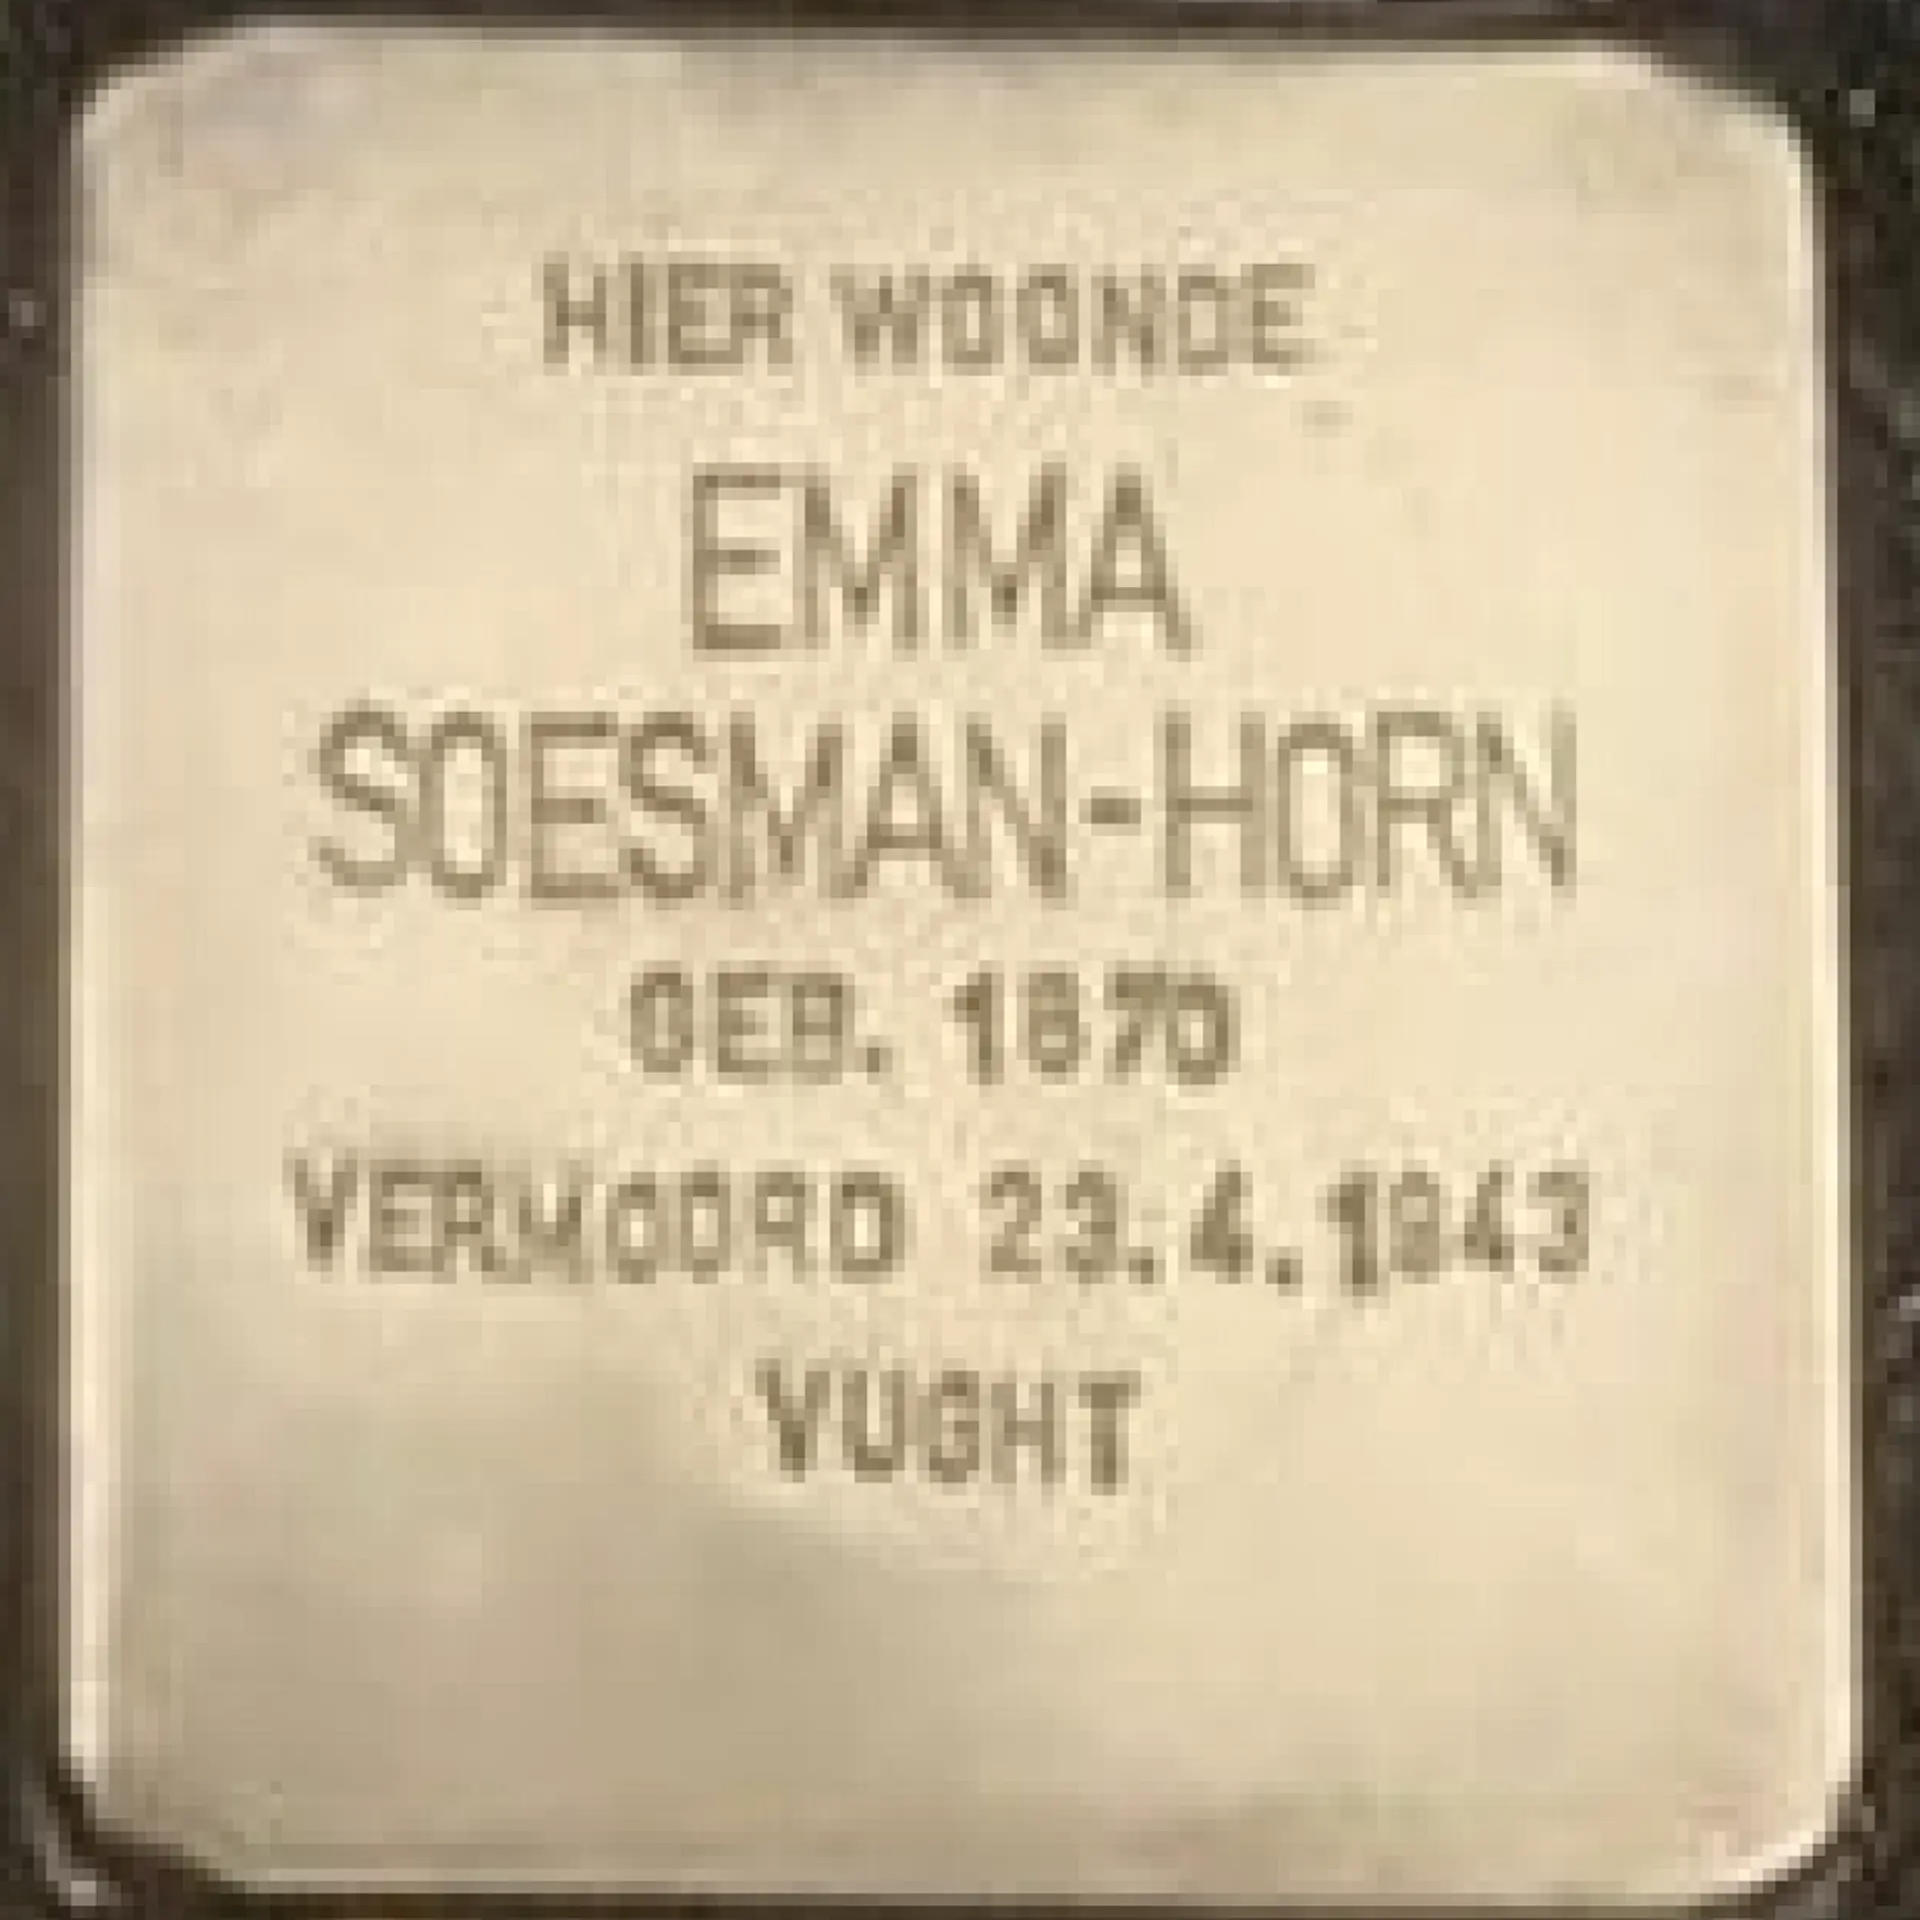 HIER WOONDE
EMMA
SOESMAN-HORN
GEB. 1870
VERMOORD 23.4.1943
VUGHT